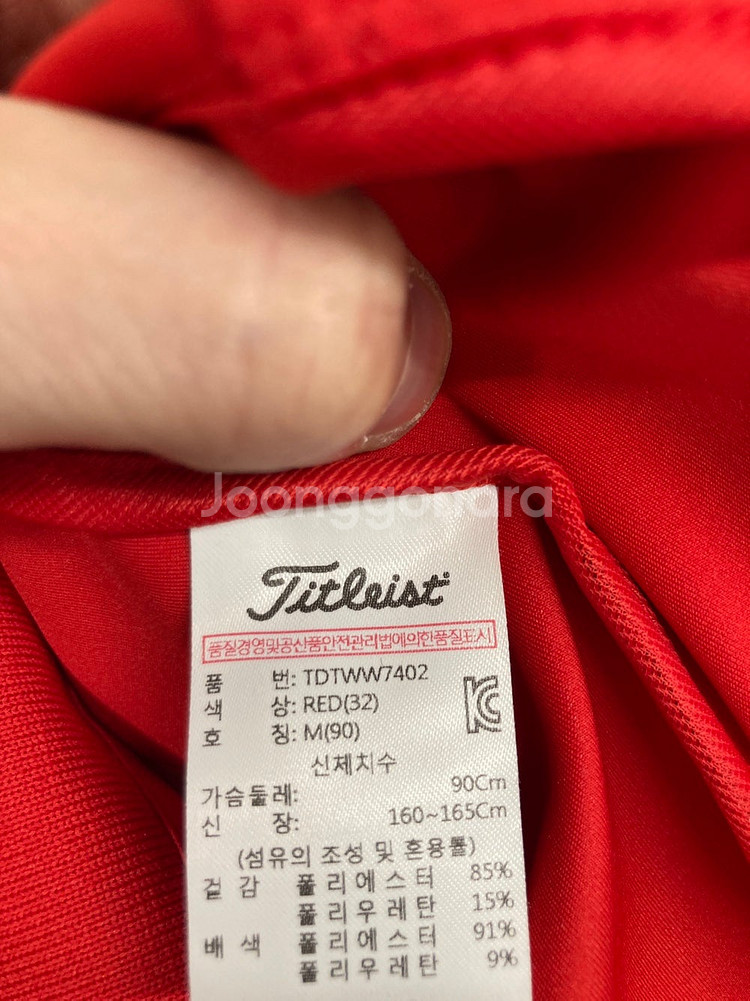 Joonggonara
Titleist
품질경영및공산품안전관리법에의한품질표시
품 번: TDTWW7402
색 상: RED(32)
호 칭: M(90)
신체치수
가슴둘레: 90Cm
신 장: 160~165Cm
(섬유의 조성 및 혼용률)
겉 감 폴리에스터 85%
폴리우레탄 15%
배 색 폴리에스터 91%
폴리우레탄 9%